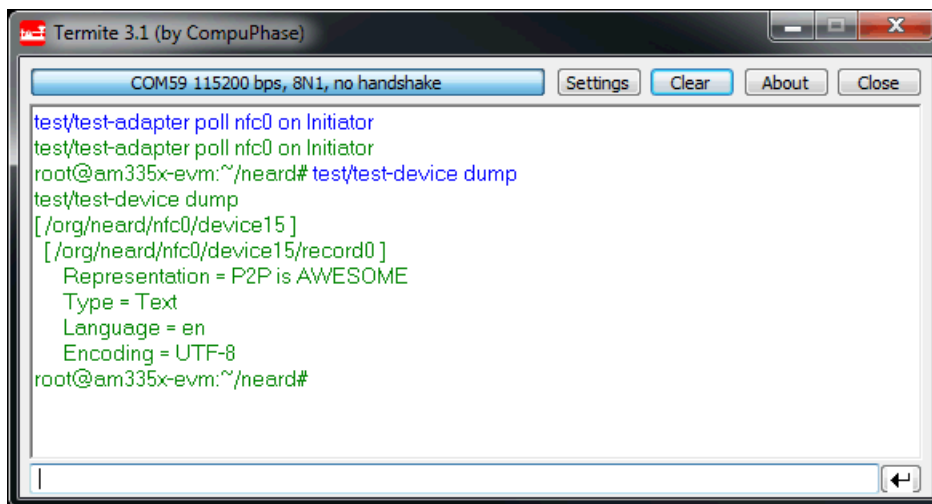 Termite 3.1 (by CompuPhase)
COM59 115200 bps, 8N1, no handshake Settings Clear About Close
test/test-adapter poll nfc0 on Initiator
test/test-adapter poll nfc0 on Initiator
root@am335x-evm:~/neard# test/test-device dump
test/test-device dump
[ /org/neard/nfc0/device15 ]
[ /org/neard/nfc0/device15/record0 ]
Representation = P2P is AWESOME
Type = Text
Language = en
Encoding = UTF-8
root@am335x-evm:~/neard#